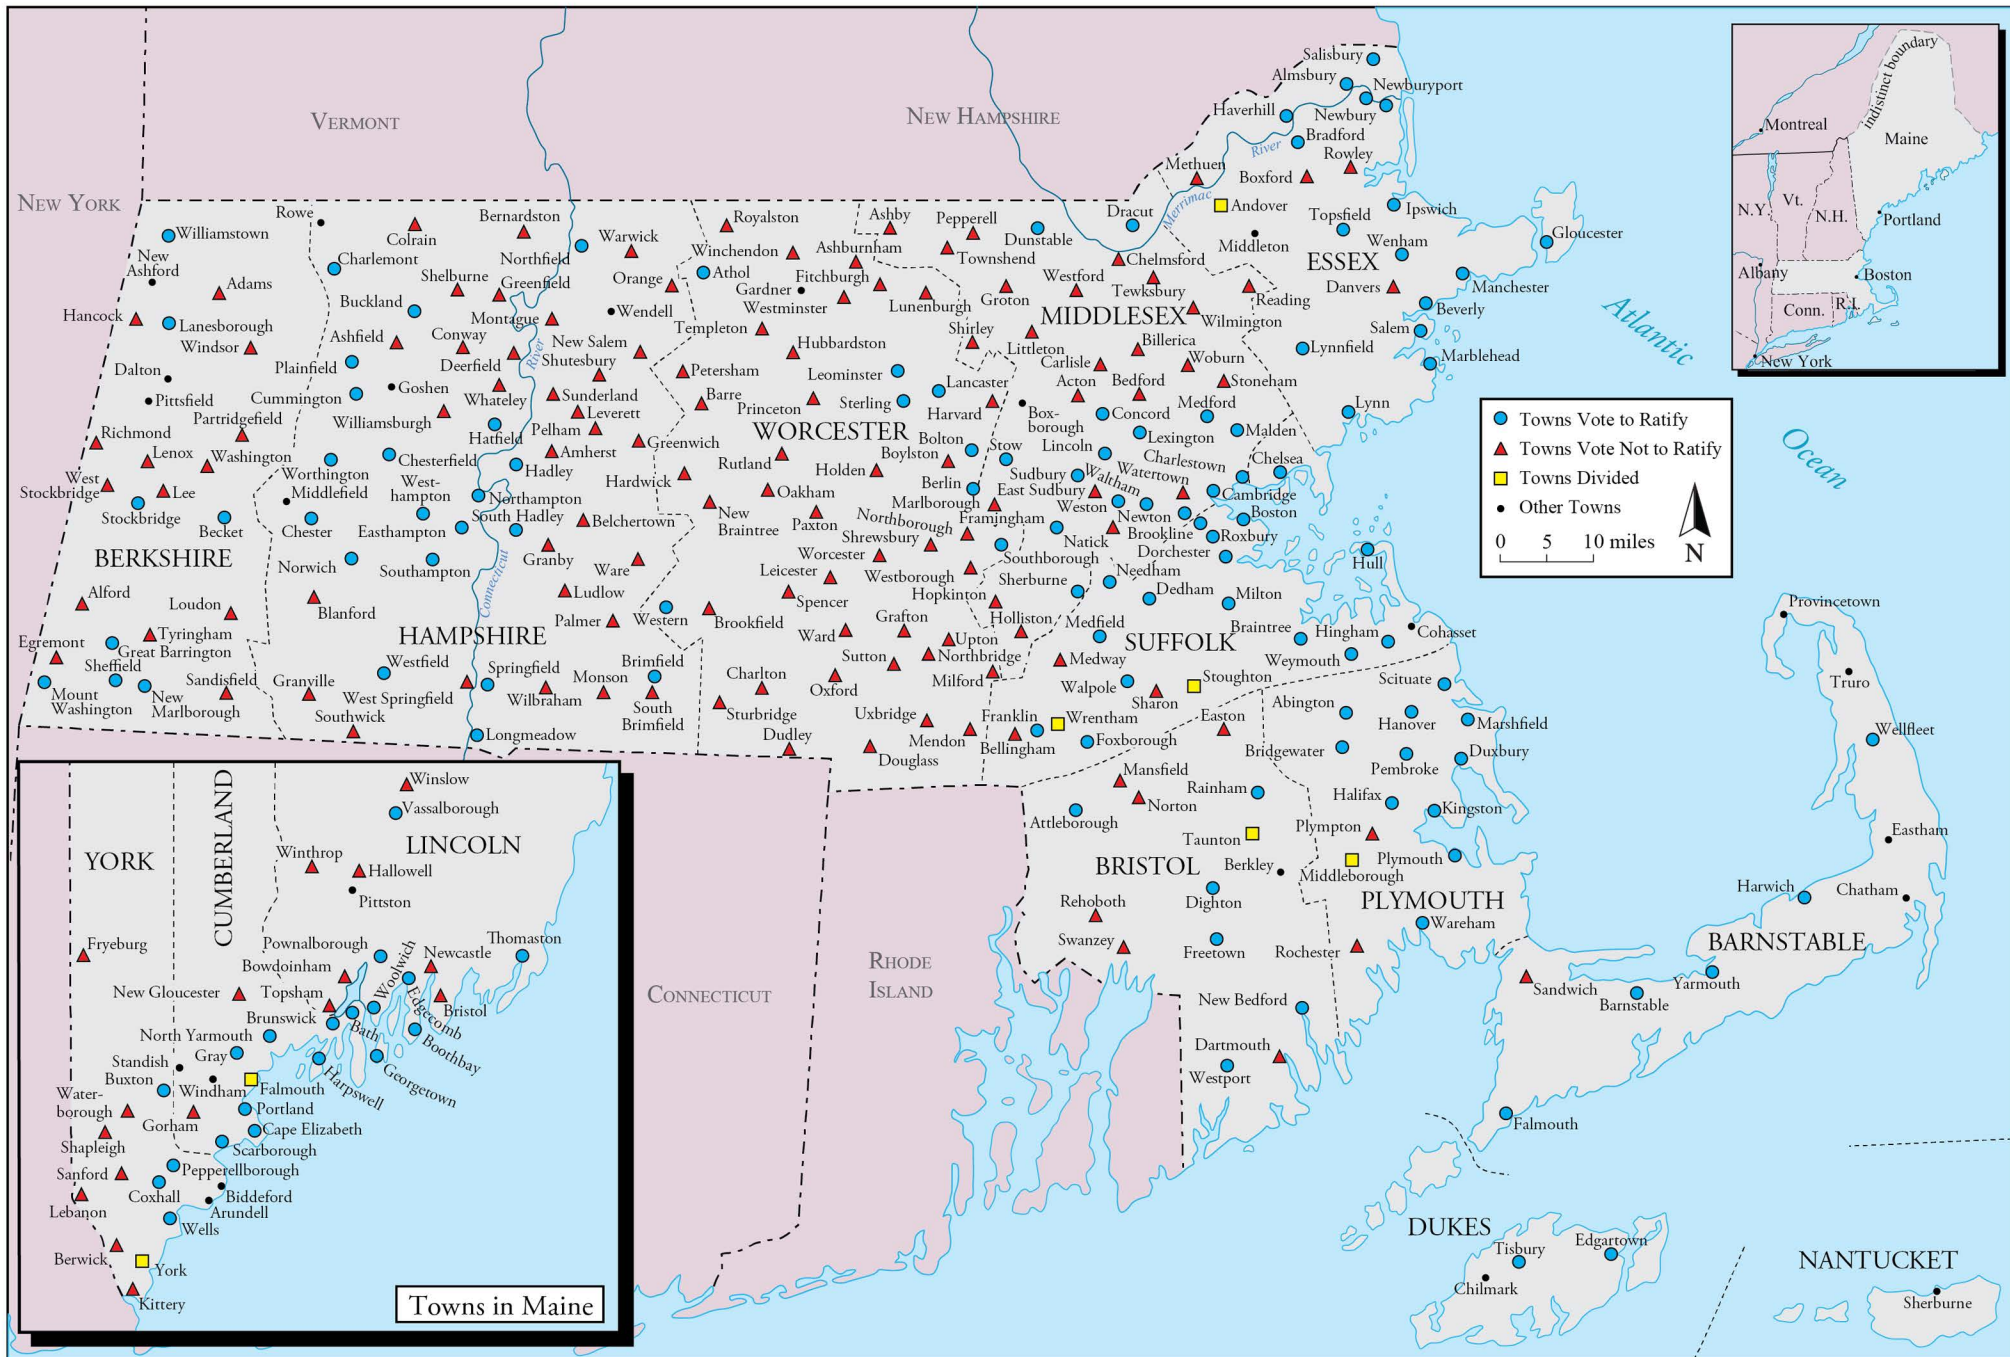 Salisbury
Almsbury
Newburyport
Haverhill
Newbury
Bradford
River
Rowley
Methuen
Boxford
VERMONT
NEW HAMPSHIRE
NEW YORK
Merrimac
Andover
Ipswich
Topsfield
Gloucester
Middleton
Wenham
ESSEX
Danvers
Manchester
Reading
Beverly
Salem
Lynnfield
Marblehead
Lynn
Atlantic
Ocean
Rowe
Williamstown
New
Ashford
Adams
Hancock
Lanesborough
Windsor
Dalton
Pittsfield
Partridgefield
Richmond
Lenox
Washington
West
Stockbridge
Lee
Stockbridge
Becket
BERKSHIRE
Alford
Loudon
Tyringham
Egremont
Great Barrington
Sheffield
Sandisfield
Mount
Washington
New
Marlborough
Colrain
Bernardston
Charlemont
Northfield
Warwick
Shelburne
Greenfield
Orange
Buckland
Montague
Wendell
Ashfield
Conway
New Salem
Plainfield
Deerfield
River
Shutesbury
Goshen
Cummington
Whateley
Sunderland
Leverett
Williamsburgh
Hatfield
Pelham
Greenwich
Amherst
Worthington
Chesterfield
Hadley
Middlefield
West-
hampton
Northampton
South Hadley
Chester
Easthampton
Belchertown
Norwich
Southampton
Granby
Ware
Connecticut
Blanford
Ludlow
Palmer
HAMPSHIRE
Westfield
Springfield
Brimfield
Granville
West Springfield
Wilbraham
Monson
South
Brimfield
Southwick
Longmeadow
Royalston
Winchendon
Ashburnham
Athol
Fitchburgh
Gardner
Westminster
Lunenburgh
Templeton
Hubbardston
Petersham
Leominster
Lancaster
Barre
Princeton
Sterling
Harvard
WORCESTER
Bolton
Rutland
Boylston
Holden
Hardwick
Oakham
Berlin
New
Braintree
Paxton
Marlborough
Northborough
Shrewsbury
Worcester
Southborough
Leicester
Westborough
Spencer
Western
Brookfield
Ward
Grafton
Upton
Sutton
Northbridge
Milford
Charlton
Oxford
Sturbridge
Uxbridge
Mendon
Dudley
Douglass
Ashby
Pepperell
Dunstable
Dracut
Townshend
Chelmsford
Westford
Tewksbury
Groton
MIDDLESEX
Wilmington
Shirley
Littleton
Billerica
Carlisle
Woburn
Acton
Bedford
Stoneham
Box-
borough
Concord
Medford
Lincoln
Lexington
Malden
Stow
Charlestown
Sudbury
Waltham
Watertown
East Sudbury
Cambridge
Weston
Framingham
Newton
Natick
Sherburne
Hopkinton
Holliston
Chelsea
Boston
Brookline
Roxbury
Dorchester
Hull
Needham
Dedham
Milton
Medfield
SUFFOLK
Braintree
Hingham
Cohasset
Weymouth
Medway
Walpole
Stoughton
Sharon
Franklin
Wrentham
Bellingham
Foxborough
Scituate
Abington
Hanover
Marshfield
Bridgewater
Pembroke
Duxbury
Halifax
Kingston
Plympton
Plymouth
Middleborough
PLYMOUTH
Wareham
Rochester
Easton
Mansfield
Norton
Rainham
Attleborough
Taunton
BRISTOL
Berkley
Dighton
Rehoboth
Swanzey
Freetown
New Bedford
Dartmouth
Westport
Provincetown
Truro
Wellfleet
Eastham
Harwich
Chatham
BARNSTABLE
Yarmouth
Sandwich
Barnstable
Falmouth
DUKES
Tisbury
Edgartown
Chilmark
NANTUCKET
Sherburne
CONNECTICUT
RHODE
ISLAND
indistinct boundary
Montreal
Maine
N.Y.
Vt.
N.H.
Portland
Albany
Boston
Conn.
R.I.
New York
Towns Vote to Ratify
Towns Vote Not to Ratify
Towns Divided
Other Towns
0 5 10 miles
N
YORK
CUMBERLAND
LINCOLN
Winslow
Vassalborough
Winthrop
Hallowell
Pittston
Fryeburg
Pownalborough
Woolwich
Newcastle
Thomaston
Bowdoinham
New Gloucester
Topsham
Edgecomb
Bristol
Brunswick
Bath
North Yarmouth
Boothbay
Standish
Gray
Harpswell
Georgetown
Buxton
Windham
Falmouth
Water-
borough
Portland
Gorham
Cape Elizabeth
Shapleigh
Scarborough
Sanford
Pepperellborough
Coxhall
Biddeford
Lebanon
Arundell
Wells
Berwick
York
Kittery
Towns in Maine